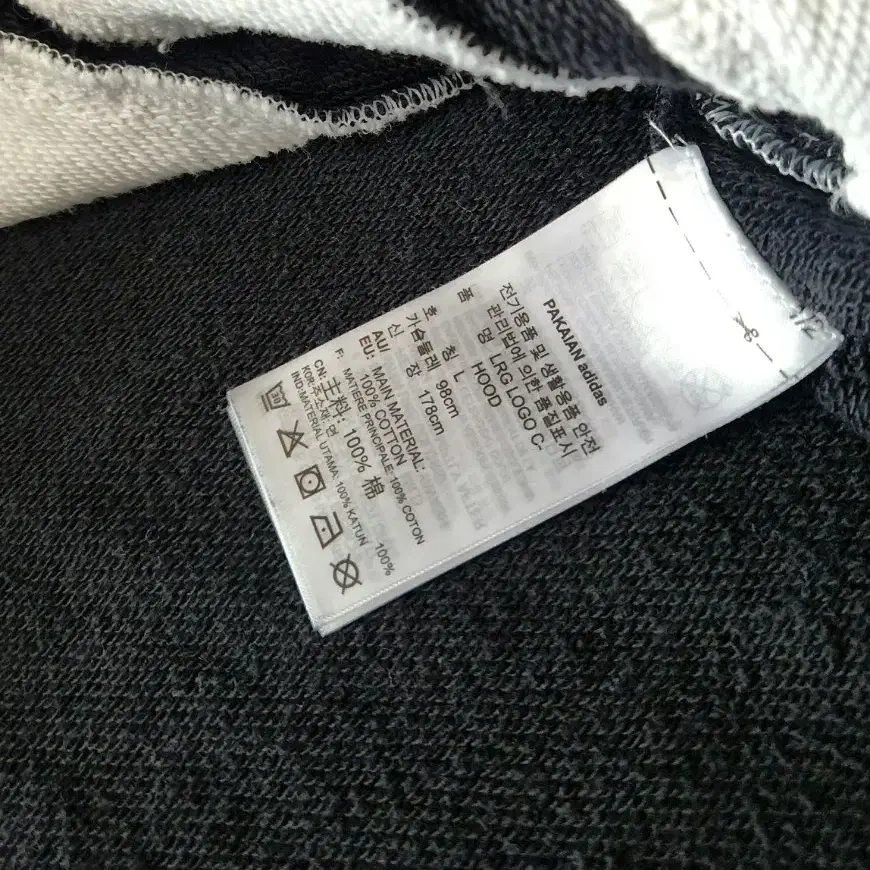 PAKAIAN adidas
전기용품 및 생활용품 안전
관리법에 의한 품질표시
품 명 LRG LOGO C-
HOOD
호 칭 L
가슴둘레 98cm
신 장 178cm
AU/ MAIN MATERIAL:
EU: 100% COTTON
F: MATIERE PRINCIPALE: 100% COTON
CN: 主料: 100% 棉
KOR: 주소재: 면 100%
IND: MATERIAL UTAMA: 100% KATUN
30